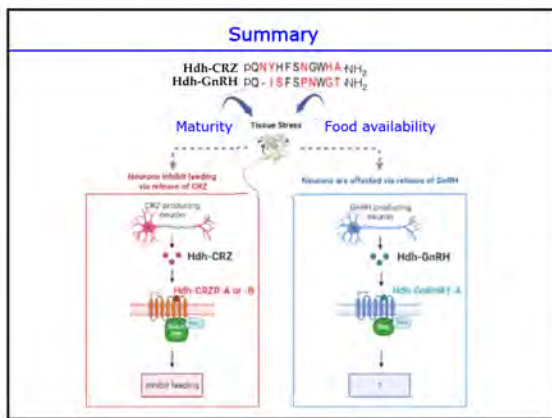 Summary
Hdh-CRZ pQNYHFSNGWHA-NH2
Hdh-GnRH pQ-ISFSPNWGT-NH2
Maturity
Tissue Stress
Food availability
Neurons inhibit feeding
via release of CRZ
Neurons are affected via release of GnRH
CRZ producing
neuron
GnRH producing
neuron
Hdh-CRZ
Hdh-GnRH
Hdh-CRZR-A or -B
Hdh-GnRHR1-A
Inhibit feeding
?